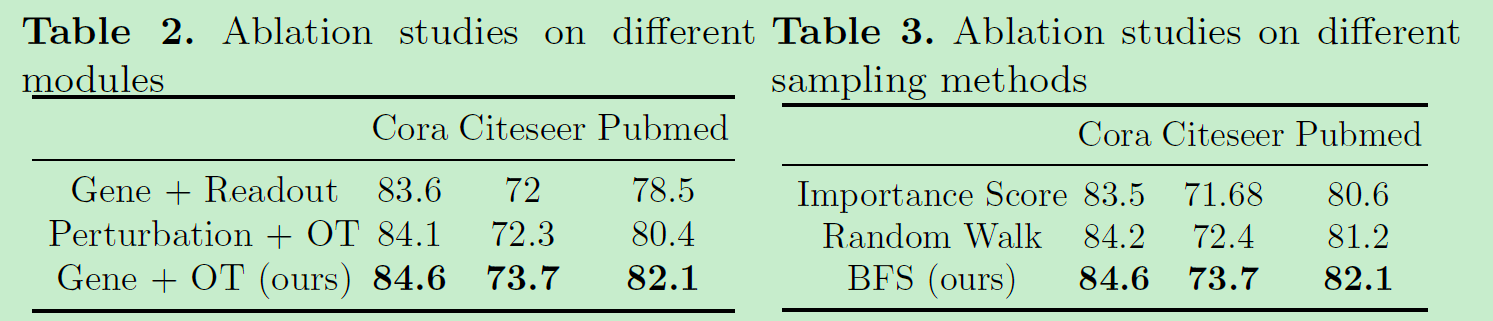 Table 2. Ablation studies on different
modules
Cora Citeseer Pubmed
Gene + Readout 83.6 72 78.5
Perturbation + OT 84.1 72.3 80.4
Gene + OT (ours) 84.6 73.7 82.1
Table 3. Ablation studies on different
sampling methods
Cora Citeseer Pubmed
Importance Score 83.5 71.68 80.6
Random Walk 84.2 72.4 81.2
BFS (ours) 84.6 73.7 82.1